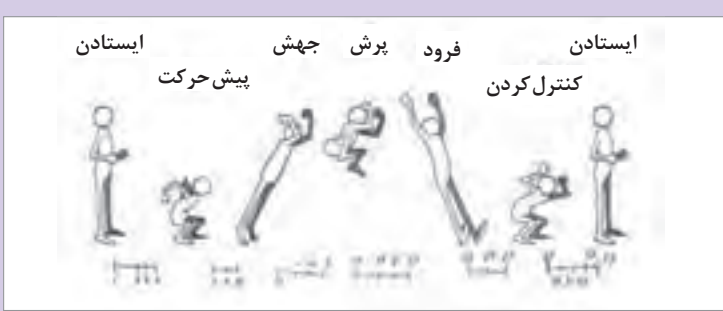 ایستادن فرود پرش جهش ایستادن
کنترل کردن پیش حرکت